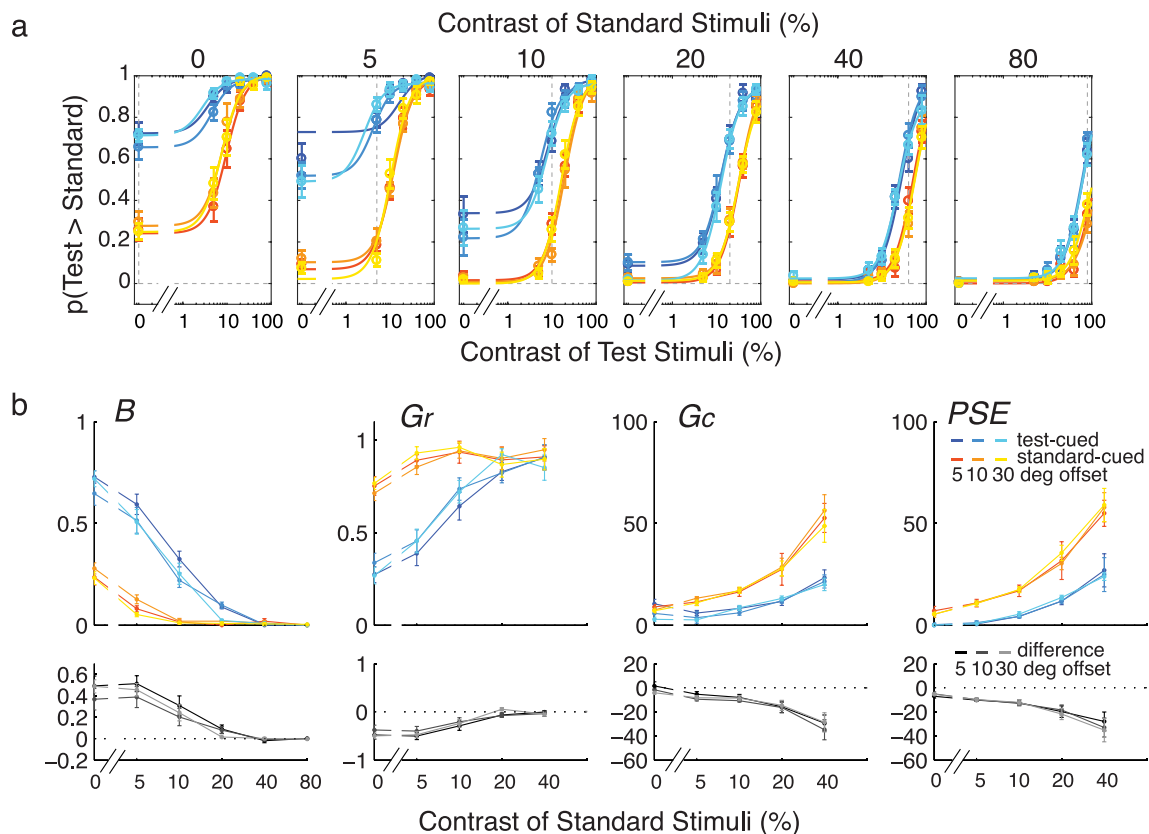 a
Contrast of Standard Stimuli (%)
0 5 10 20 40 80
p(Test > Standard)
1
0.8
0.6
0.4
0.2
0
0 1 10 100 0 1 10 100 0 1 10 100 0 1 10 100 0 1 10 100 0 1 10 100
Contrast of Test Stimuli (%)
b
B
1
0.5
0
Gr
1
0.5
0
Gc
100
50
0
PSE
100
50
0
test-cued
standard-cued
5 10 30 deg offset
0.6
0.4
0.2
0
−0.2
1
0
−1
20
0
−20
−40
−60
20
0
−20
−40
−60
difference
5 10 30 deg offset
0 5 10 20 40 80
0 5 10 20 40
0 5 10 20 40
0 5 10 20 40
Contrast of Standard Stimuli (%)